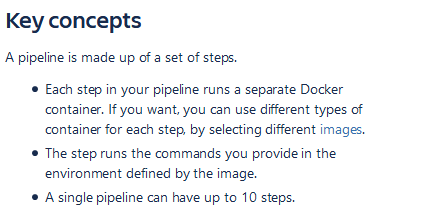 Key concepts
A pipeline is made up of a set of steps.
• Each step in your pipeline runs a separate Docker
container. If you want, you can use different types of
container for each step, by selecting different images.
• The step runs the commands you provide in the
environment defined by the image.
• A single pipeline can have up to 10 steps.